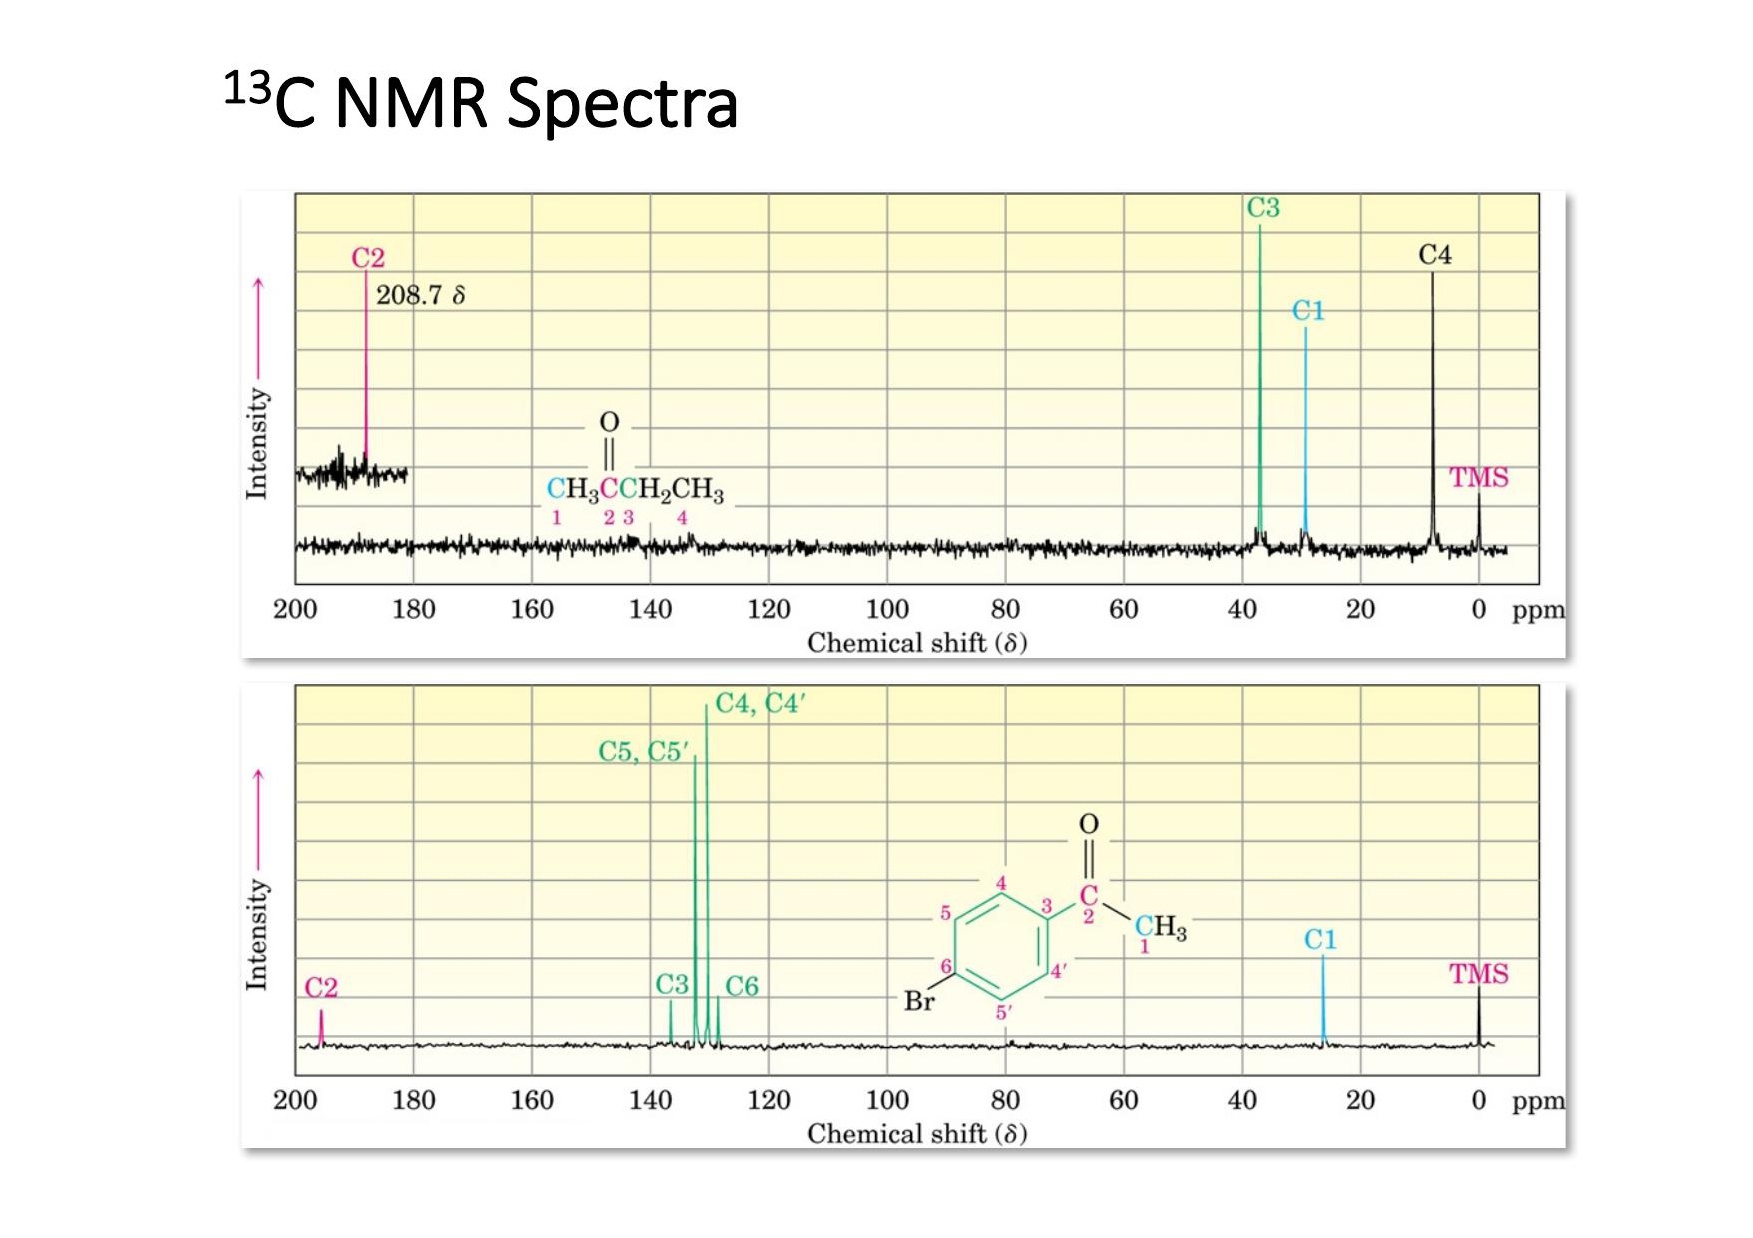 ¹³C NMR Spectra
C3
C2
C4
208.7 δ
C1
Intensity
O
TMS
CH₃CCH₂CH₃
1 2 3 4
200 180 160 140 120 100 80 60 40 20 0 ppm
Chemical shift (δ)
C4, C4′
C5, C5′
O
4
3
C
5
2
CH₃
1
Intensity
C1
6
4′
TMS
C2
C3
C6
Br
5′
200 180 160 140 120 100 80 60 40 20 0 ppm
Chemical shift (δ)